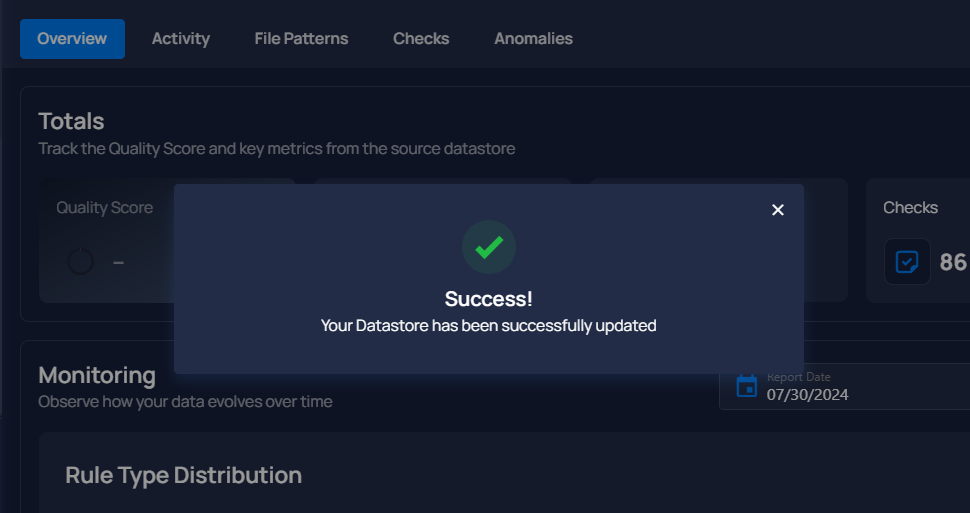 Overview Activity File Patterns Checks Anomalies
Totals
Track the Quality Score and key metrics from the source datastore
Quality Score
–
Checks
86
Success!
Your Datastore has been successfully updated
Monitoring
Observe how your data evolves over time
Report Date
07/30/2024
Rule Type Distribution